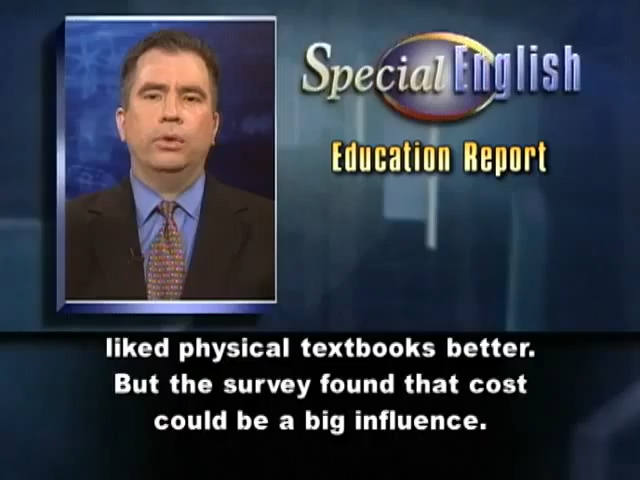 Special English
Education Report
liked physical textbooks better.
But the survey found that cost
could be a big influence.